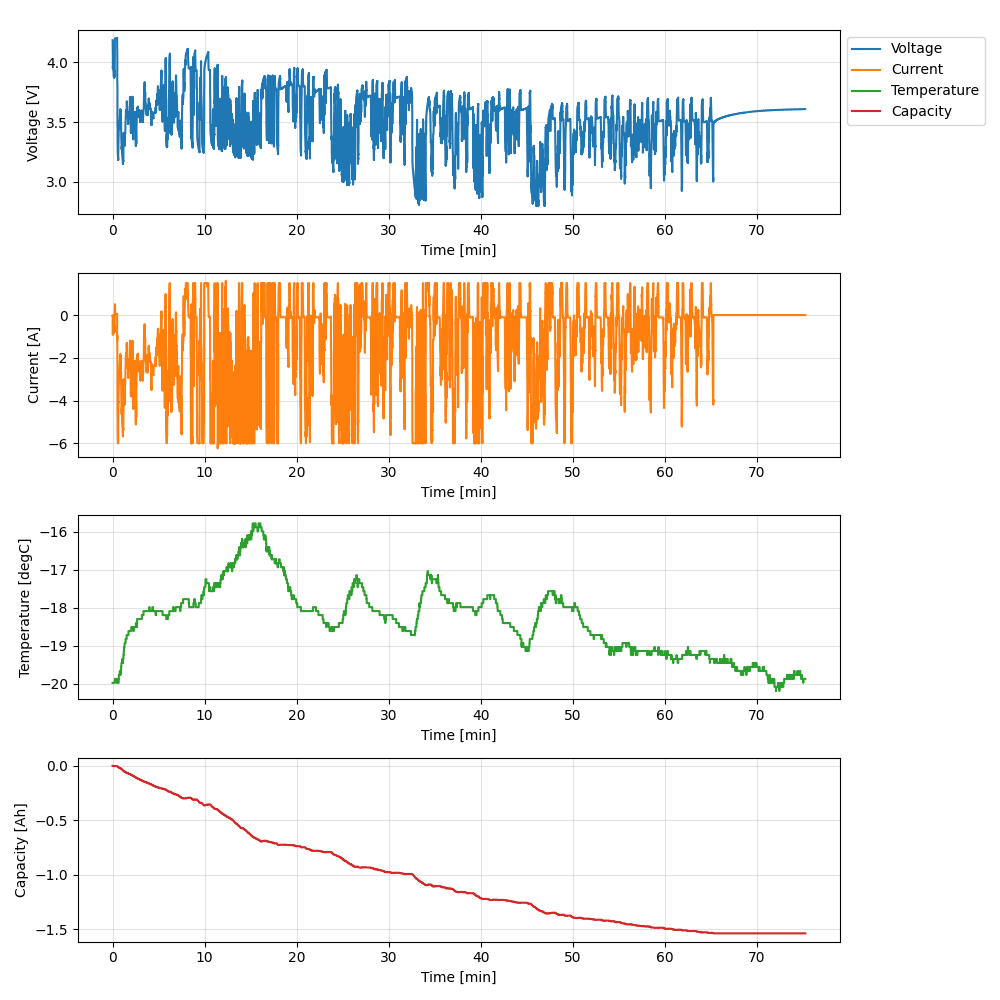 4.0
3.5
3.0
Voltage [V]
0 10 20 30 40 50 60 70
Time [min]
Voltage
Current
Temperature
Capacity
0
−2
−4
−6
Current [A]
0 10 20 30 40 50 60 70
Time [min]
−16
−17
−18
−19
−20
Temperature [degC]
0 10 20 30 40 50 60 70
Time [min]
0.0
−0.5
−1.0
−1.5
Capacity [Ah]
0 10 20 30 40 50 60 70
Time [min]